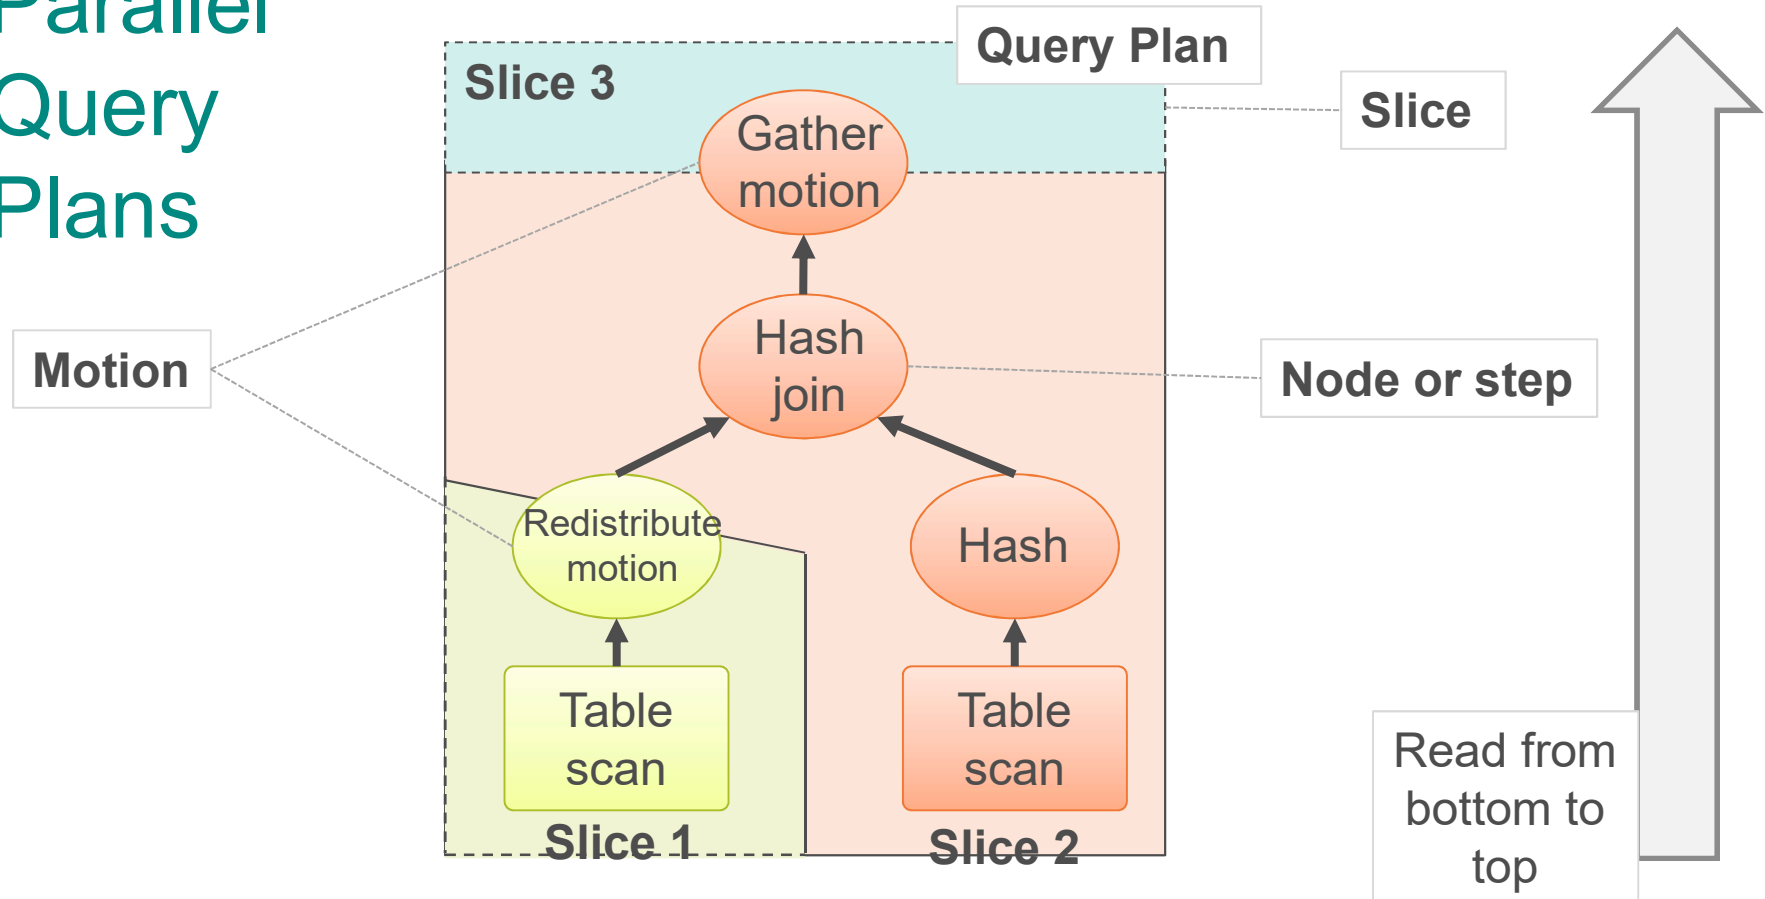 Parallel
Query
Plans
Query Plan
Slice 3
Slice
Gather
motion
Motion
Hash
join
Node or step
Redistribute
motion
Hash
Table
scan
Table
scan
Slice 1
Slice 2
Read from
bottom to
top